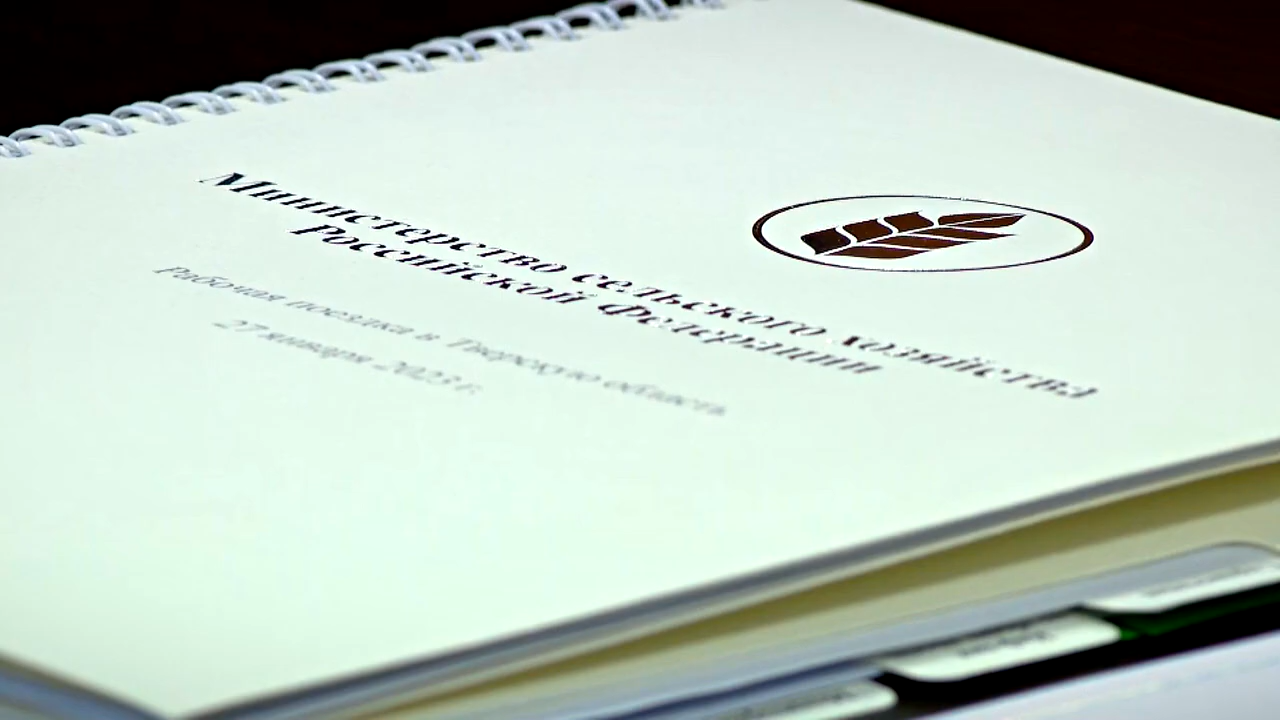 Министерство сельского хозяйства
Российской Федерации
Рабочая поездка в Тверскую область
27 января 2023 г.